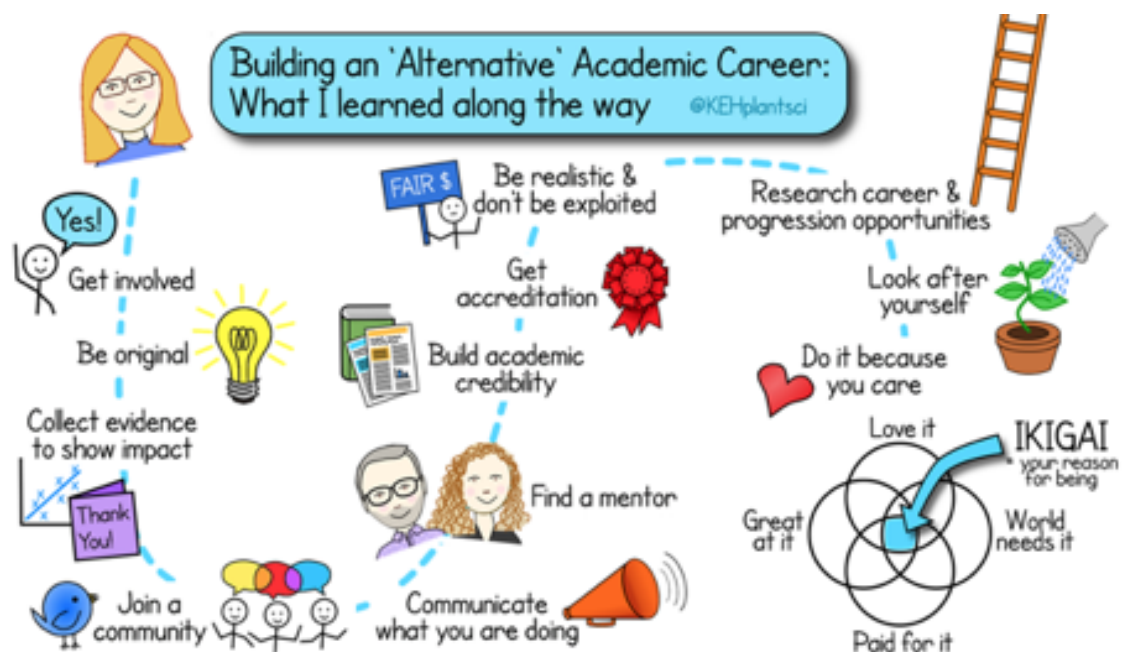 Building an 'Alternative' Academic Career:
What I learned along the way @KEHplantsci
Yes!
Get involved
Be original
Collect evidence
to show impact
Thank
You!
Join a
community
Communicate
what you are doing
Find a mentor
Build academic
credibility
Get
accreditation
FAIR $
Be realistic &
don't be exploited
Research career &
progression opportunities
Look after
yourself
Do it because
you care
Love it
IKIGAI
= your reason
for being
Great
at it
World
needs it
Paid for it